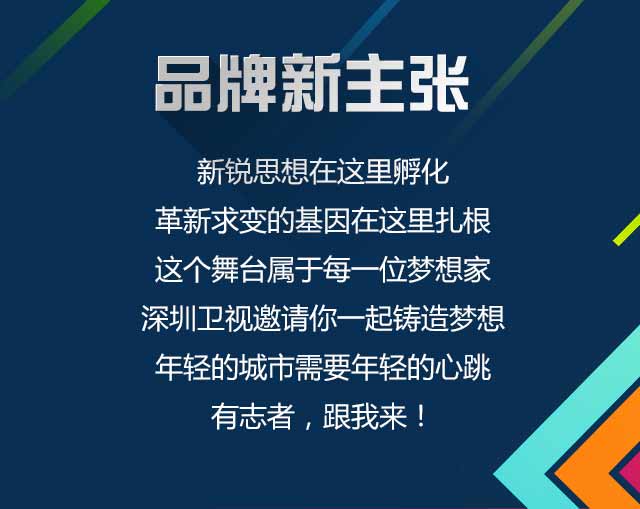 品牌新主张
新锐思想在这里孵化
革新求变的基因在这里扎根
这个舞台属于每一位梦想家
深圳卫视邀请你一起铸造梦想
年轻的城市需要年轻的心跳
有志者，跟我来！